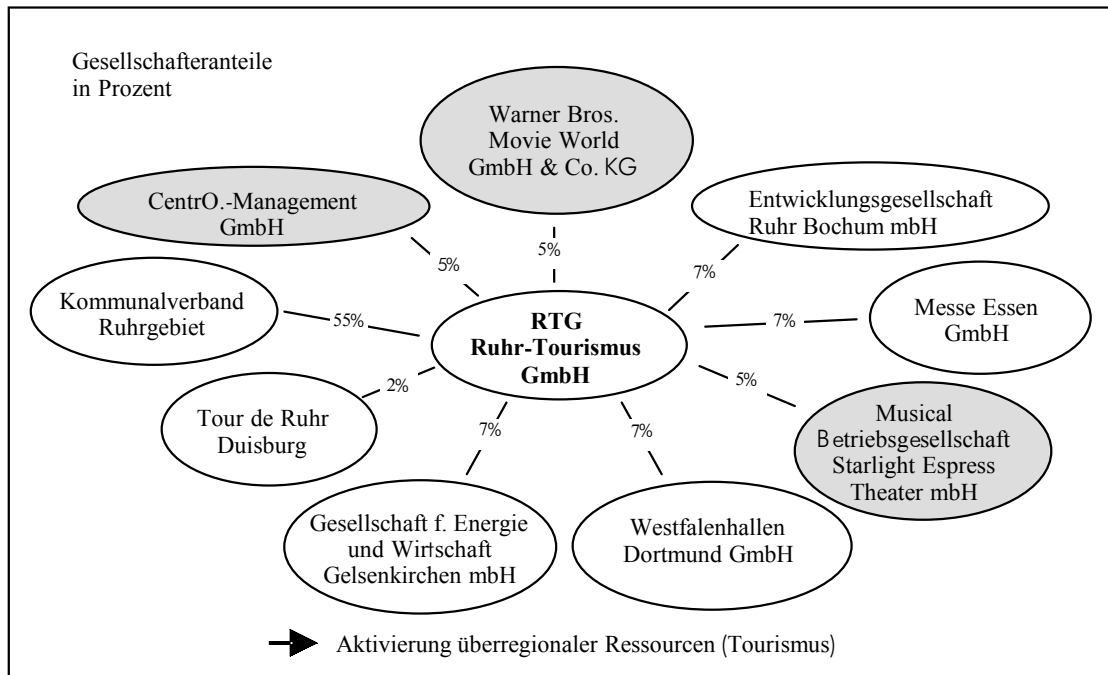 Gesellschafteranteile
in Prozent
Warner Bros.
Movie World
GmbH & Co. KG
CentrO.-Management
GmbH
Entwicklungsgesellschaft
Ruhr Bochum mbH
5%
5%
7%
Kommunalverband
Ruhrgebiet
55%
RTG
Ruhr-Tourismus
GmbH
7%
Messe Essen
GmbH
2%
5%
Tour de Ruhr
Duisburg
Musical
Betriebsgesellschaft
Starlight Espress
Theater mbH
7%
7%
Gesellschaft f. Energie
und Wirtschaft
Gelsenkirchen mbH
Westfalenhallen
Dortmund GmbH
Aktivierung überregionaler Ressourcen (Tourismus)